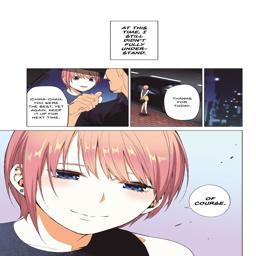 AT THIS
TIME, I
STILL
DIDN'T
FULLY
UNDER-
STAND.
ICHIKA-CHAN,
YOU WERE
THE BEST, YET
AGAIN. KEEP IT
UP FOR
NEXT TIME.
THANKS
FOR
TODAY.
OF
COURSE.